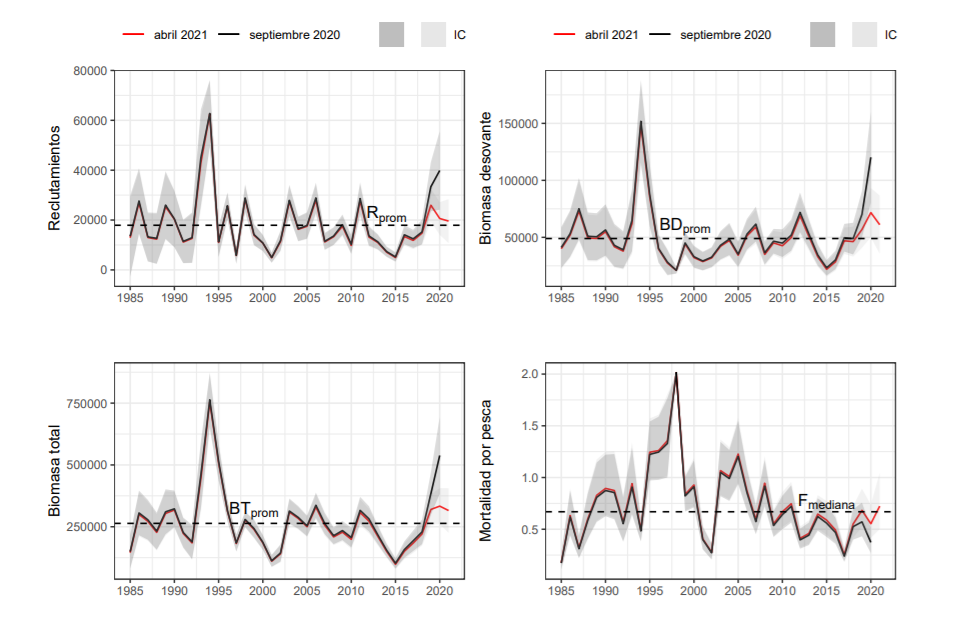 abril 2021 septiembre 2020 IC
abril 2021 septiembre 2020 IC
Reclutamientos
80000
60000
40000
20000
0
Rprom
1985 1990 1995 2000 2005 2010 2015 2020
Biomasa desovante
150000
100000
50000
BDprom
1985 1990 1995 2000 2005 2010 2015 2020
Biomasa total
750000
500000
250000
BTprom
1985 1990 1995 2000 2005 2010 2015 2020
Mortalidad por pesca
2.0
1.5
1.0
0.5
Fmediana
1985 1990 1995 2000 2005 2010 2015 2020